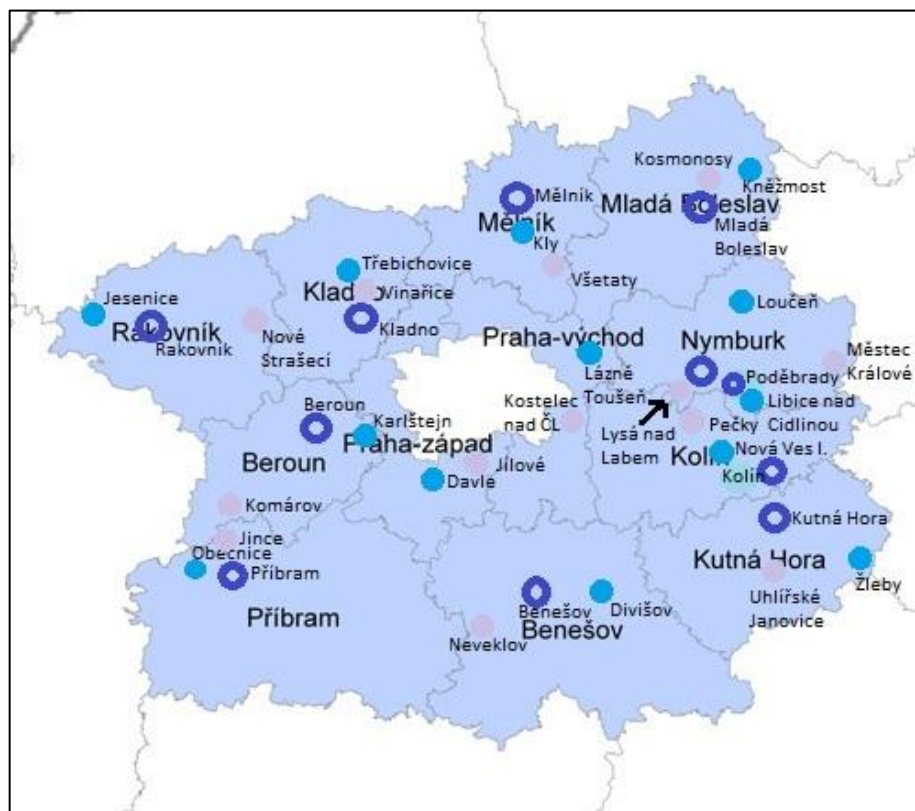 Kosmonosy
Kněžmost
Mladá Boleslav
Mladá
Boleslav
Mělník
Mělník
Kly
Všetaty
Třebichovice
Kladno
Vinařice
Kladno
Jesenice
Rakovník
Rakovník
Nové
Strašecí
Loučeň
Praha-východ
Nymburk
Lázně
Toušeň
Městec
Králové
Poděbrady
Libice nad
Cidlinou
Kostelec
nad ČL
Lysá nad
Labem
Pečky
Nová Ves I.
Kolín
Kolín
Beroun
Karlštejn
Praha-západ
Beroun
Jílové
Davle
Komárov
Jince
Obecnice
Příbram
Příbram
Kutná Hora
Kutná Hora
Žleby
Uhlířské
Janovice
Benešov
Divišov
Benešov
Neveklov